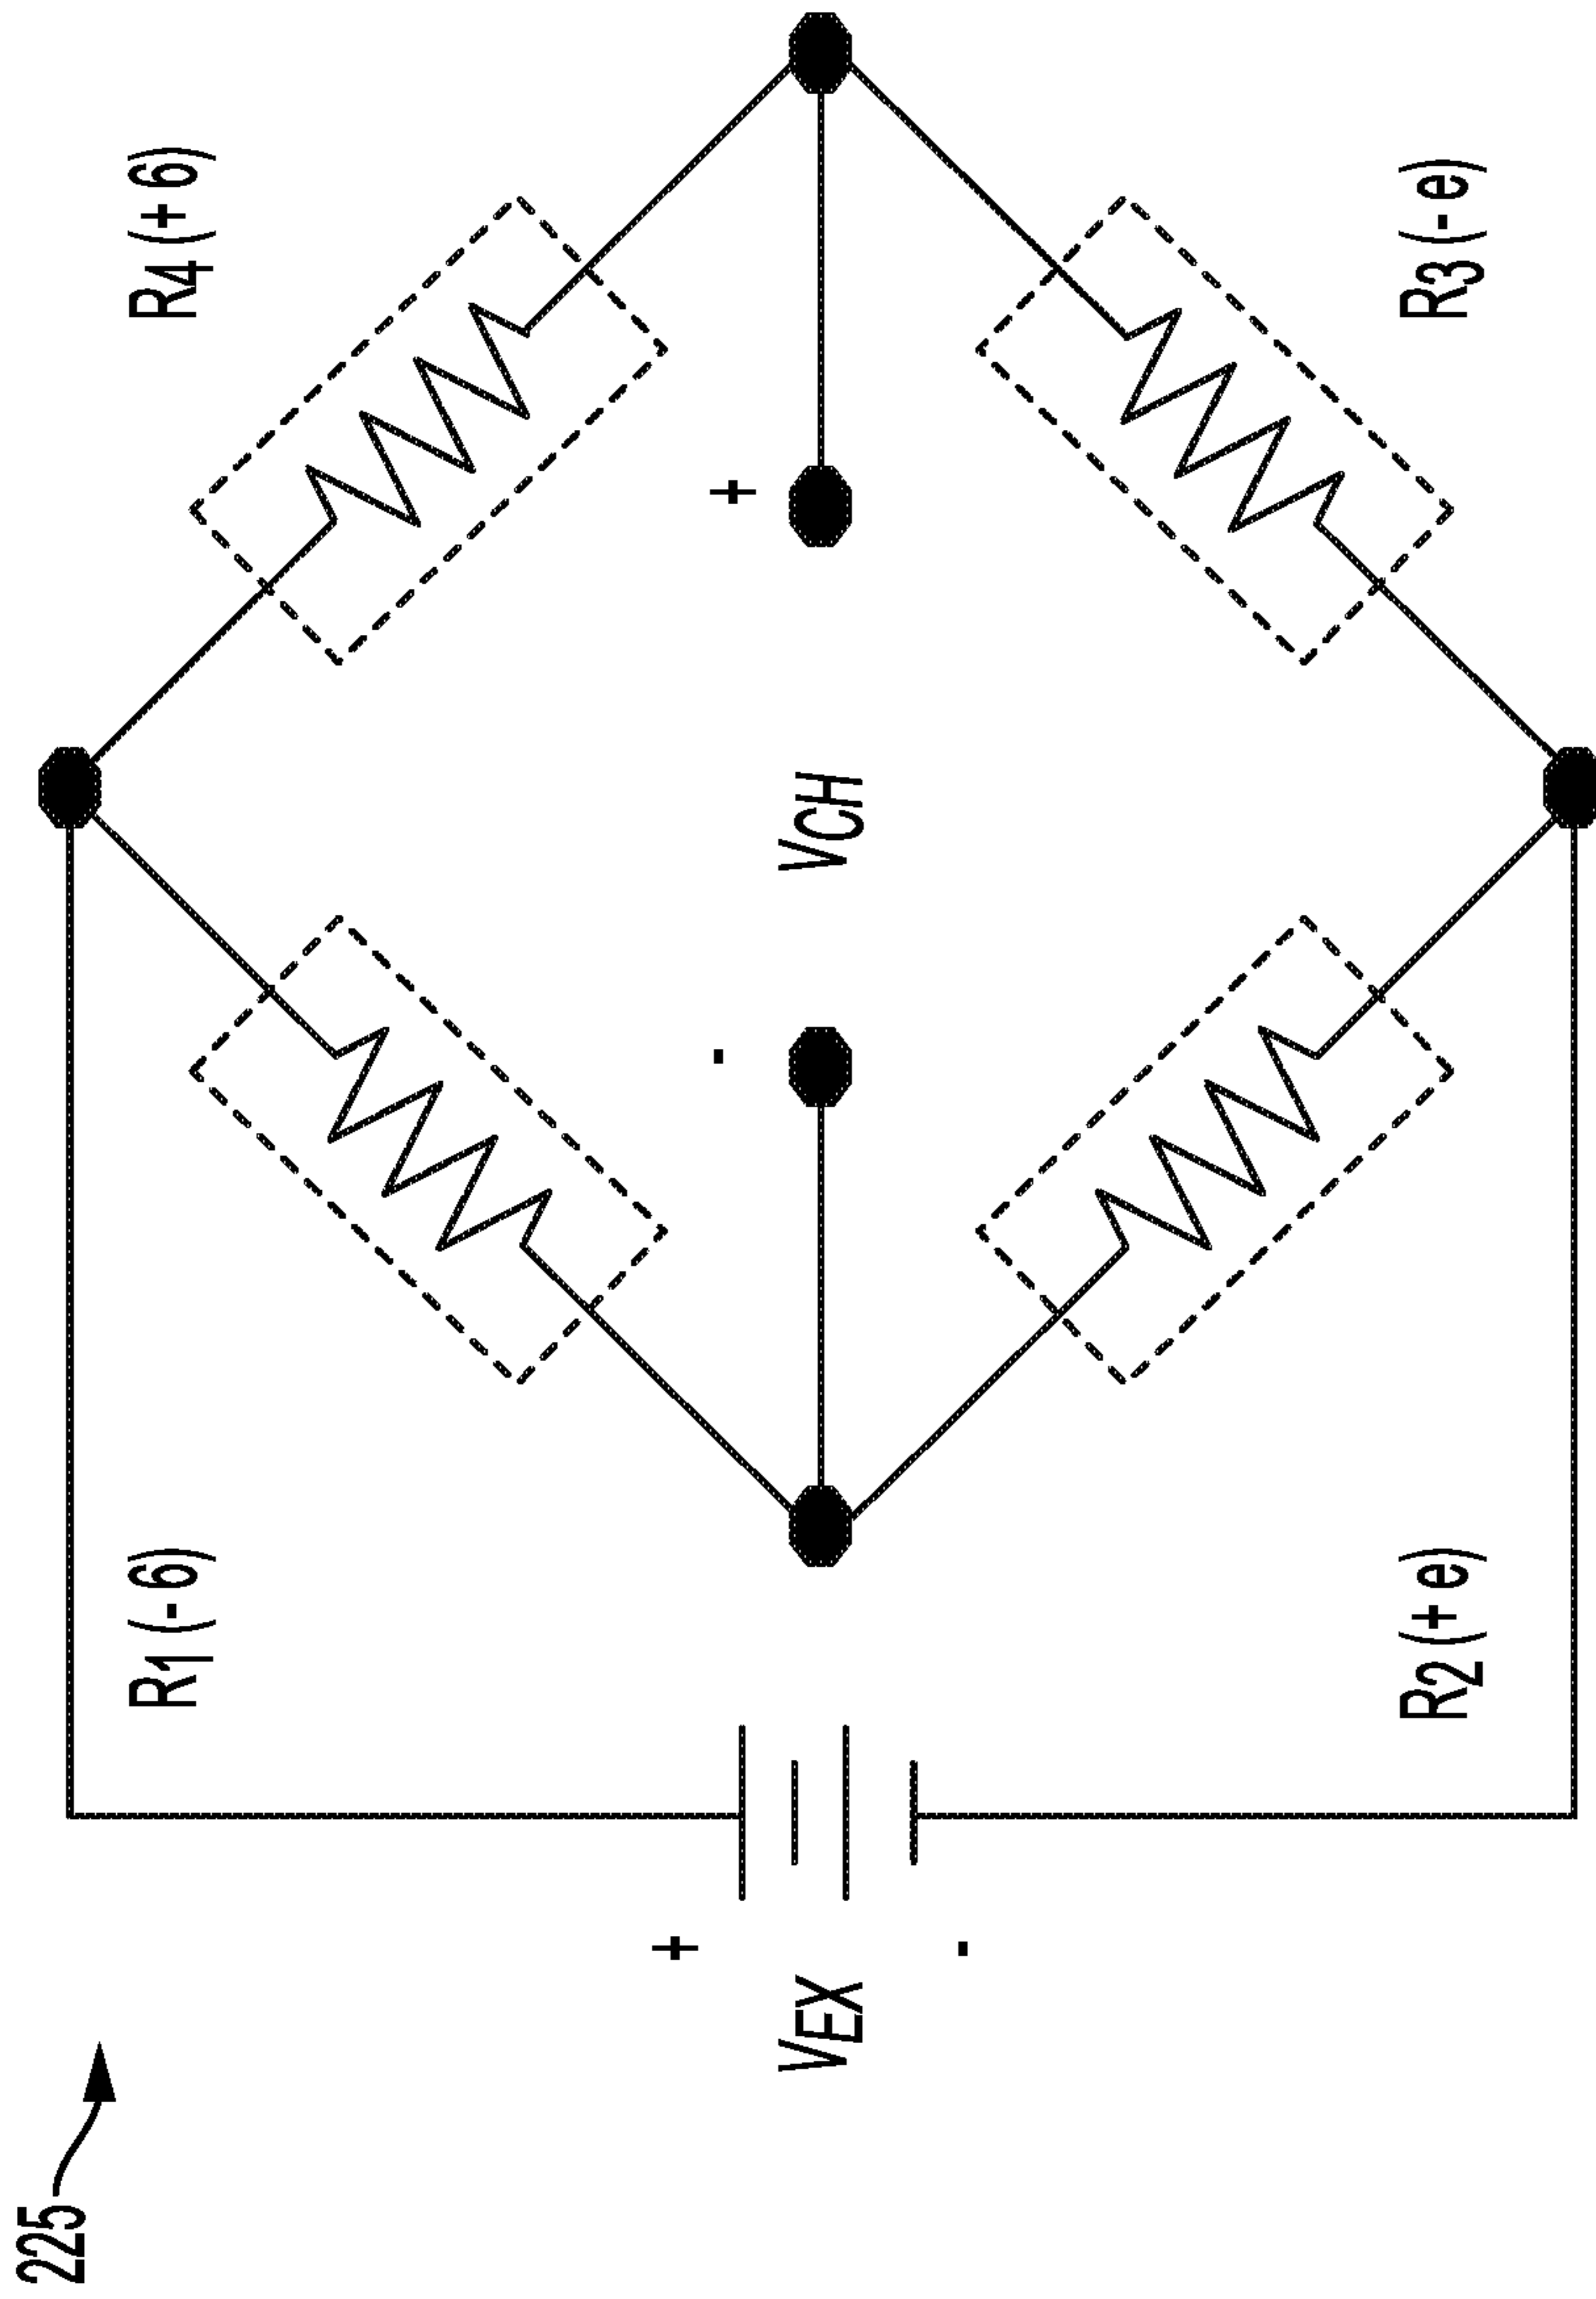 225
R1 (- 6)
R4 (+ 6)
+
VEX
-
-
VCH
+
R2 (+ e)
R3 (- e)